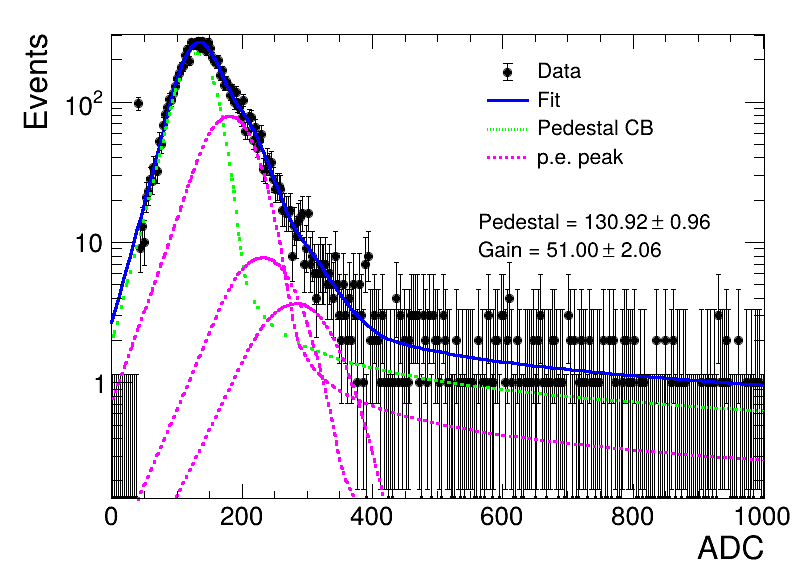 Events
10²
10
1
Data
Fit
Pedestal CB
p.e. peak
Pedestal = 130.92 ± 0.96
Gain = 51.00 ± 2.06
0 200 400 600 800 1000
ADC